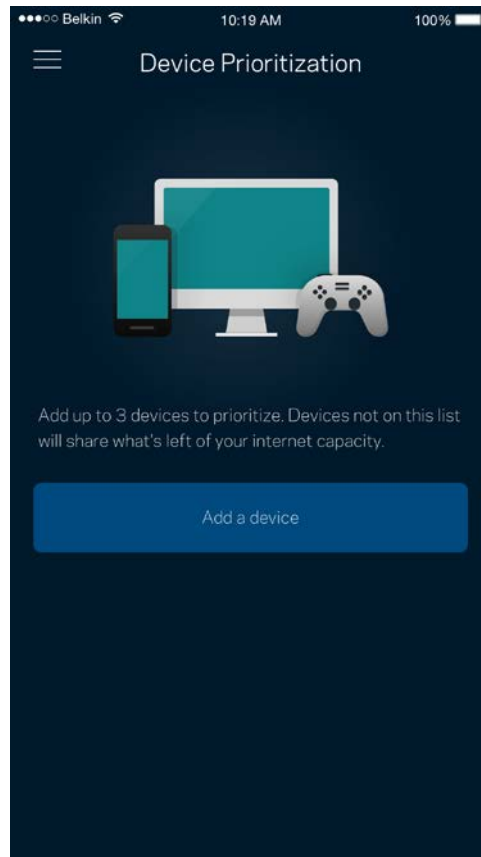 Belkin 10:19 AM 100%
Device Prioritization
Add up to 3 devices to prioritize. Devices not on this list
will share what's left of your internet capacity.
Add a device